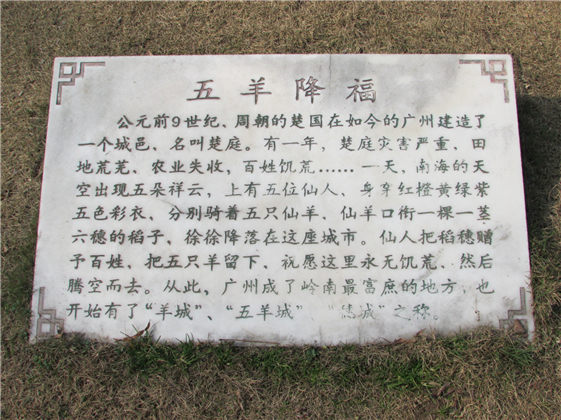 五羊降福
公元前9世纪、周朝的楚国在如今的广州建造了
一个城邑、名叫楚庭。有一年，楚庭灾害严重、田
地荒芜、农业失收，百姓饥荒……一天，南海的天
空出现五朵祥云，上有五位仙人、身穿红橙黄绿紫
五色彩衣、分别骑着五只仙羊、仙羊口衔一棵一茎
六穗的稻子，徐徐降落在这座城市。仙人把稻穗赠
予百姓，把五只羊留下、祝愿这里永无饥荒、然后
腾空而去。从此，广州成了岭南最富庶的地方，也
开始有了“羊城”、“五羊城”、“穗城”之称。